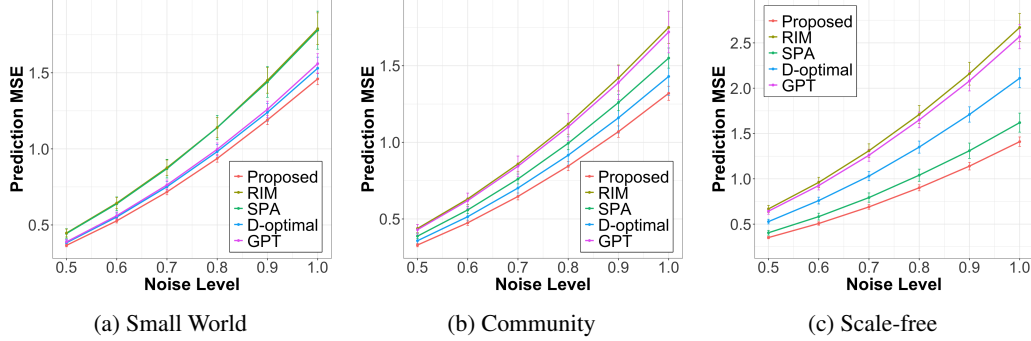 Prediction MSE
1.5
1.0
0.5
0.5 0.6 0.7 0.8 0.9 1.0
Noise Level
Proposed
RIM
SPA
D-optimal
GPT
(a) Small World
Prediction MSE
1.5
1.0
0.5
0.5 0.6 0.7 0.8 0.9 1.0
Noise Level
Proposed
RIM
SPA
D-optimal
GPT
(b) Community
Prediction MSE
2.5
2.0
1.5
1.0
0.5
0.5 0.6 0.7 0.8 0.9 1.0
Noise Level
Proposed
RIM
SPA
D-optimal
GPT
(c) Scale-free